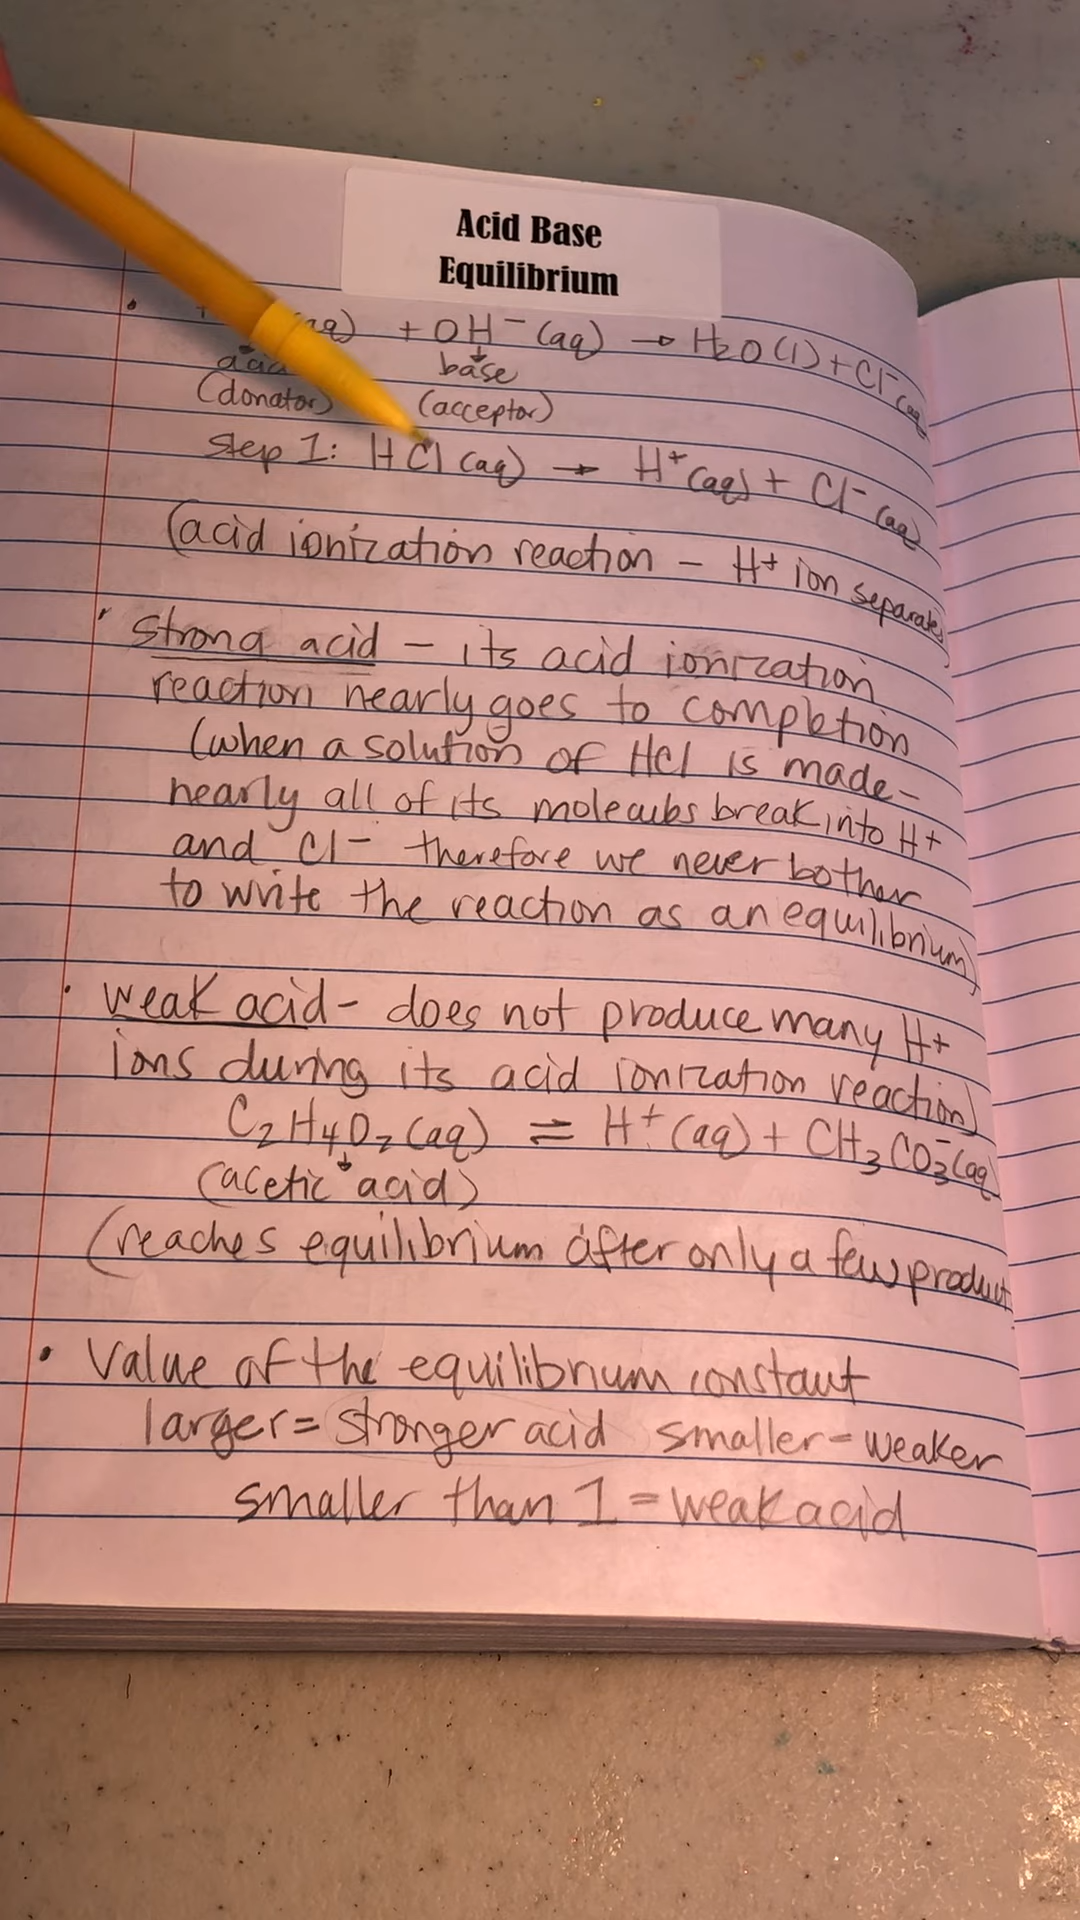 Acid Base
Equilibrium
(aq) + OH⁻ (aq) → H₂O (l) + Cl⁻ (aq)
acid base
(donator) (acceptor)
Step 1: HCl (aq) → H⁺ (aq) + Cl⁻ (aq)
(acid ionization reaction – H⁺ ion separates)
• strong acid – its acid ionization
reaction nearly goes to completion
(when a solution of HCl is made –
nearly all of its molecules break into H+
and Cl⁻ therefore we never bother
to write the reaction as an equilibrium)
• weak acid – does not produce many H+
ions during its acid ionization reaction)
C₂H₄O₂ (aq) ⇌ H⁺ (aq) + CH₃CO₃⁻ (aq)
(acetic acid)
(reaches equilibrium after only a few product
• Value of the equilibrium constant
larger = stronger acid smaller = weaker
smaller than 1 = weak acid